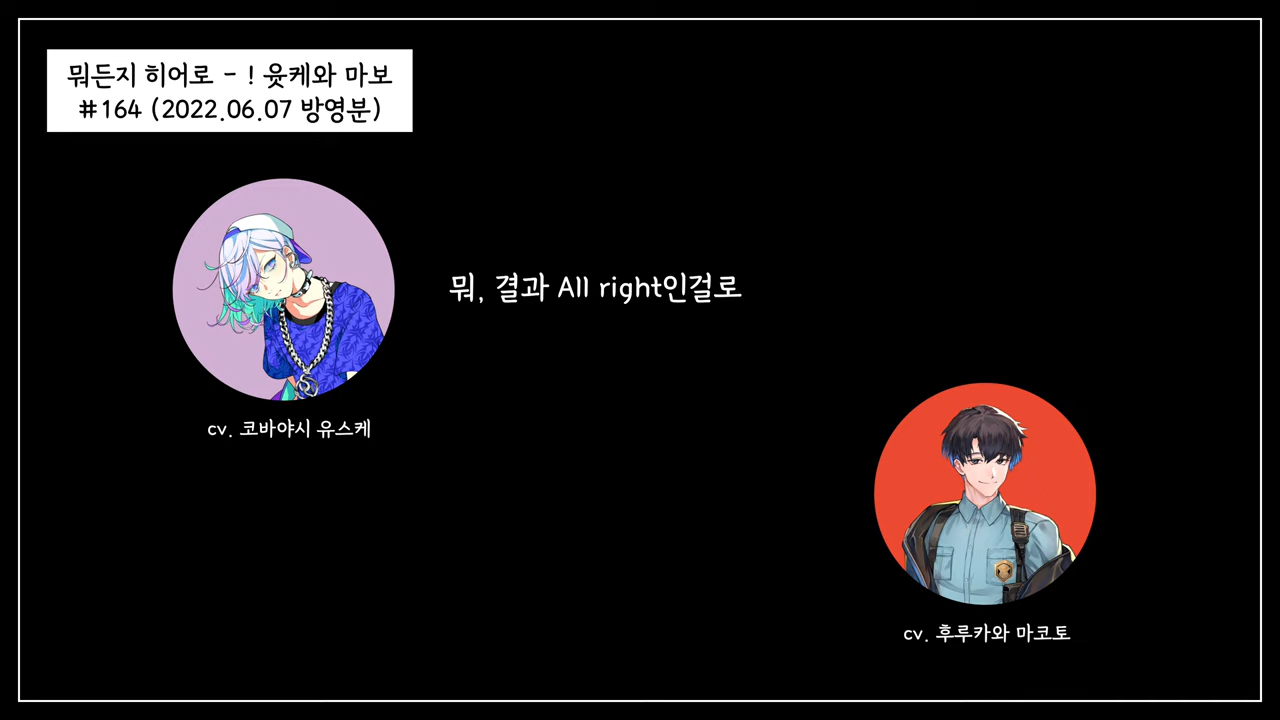 뭐든지 히어로 - ! 윳케와 마보
#164 (2022.06.07 방영분)
뭐, 결과 All right인걸로
cv. 코바야시 유스케
cv. 후루카와 마코토